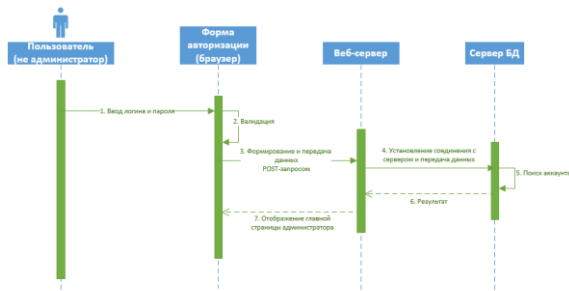 Пользователь
(не администратор)
Форма
авторизации
(браузер)
Веб-сервер
Сервер БД
1. Ввод логина и пароля
2. Валидация
3. Формирование и передача
данных
POST-запросом
4. Установление соединения с
сервером и передача данных
5. Поиск аккаунта
6. Результат
7. Отображение главной
страницы администратора